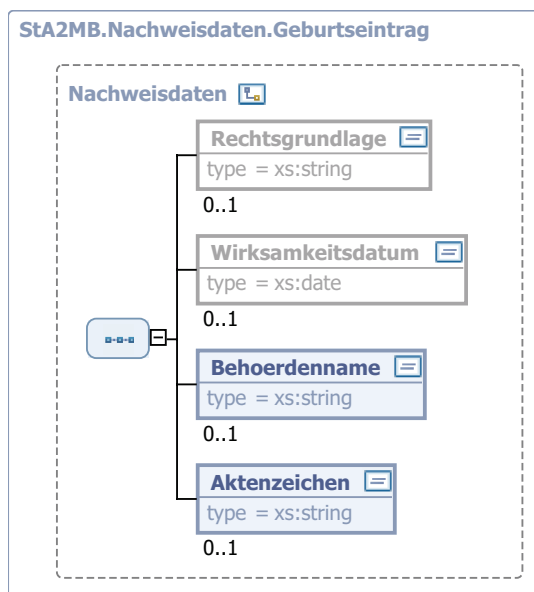 StA2MB.Nachweisdaten.Geburtseintrag
Nachweisdaten
Rechtsgrundlage
type = xs:string
0..1
Wirksamkeitsdatum
type = xs:date
0..1
Behoerdenname
type = xs:string
0..1
Aktenzeichen
type = xs:string
0..1